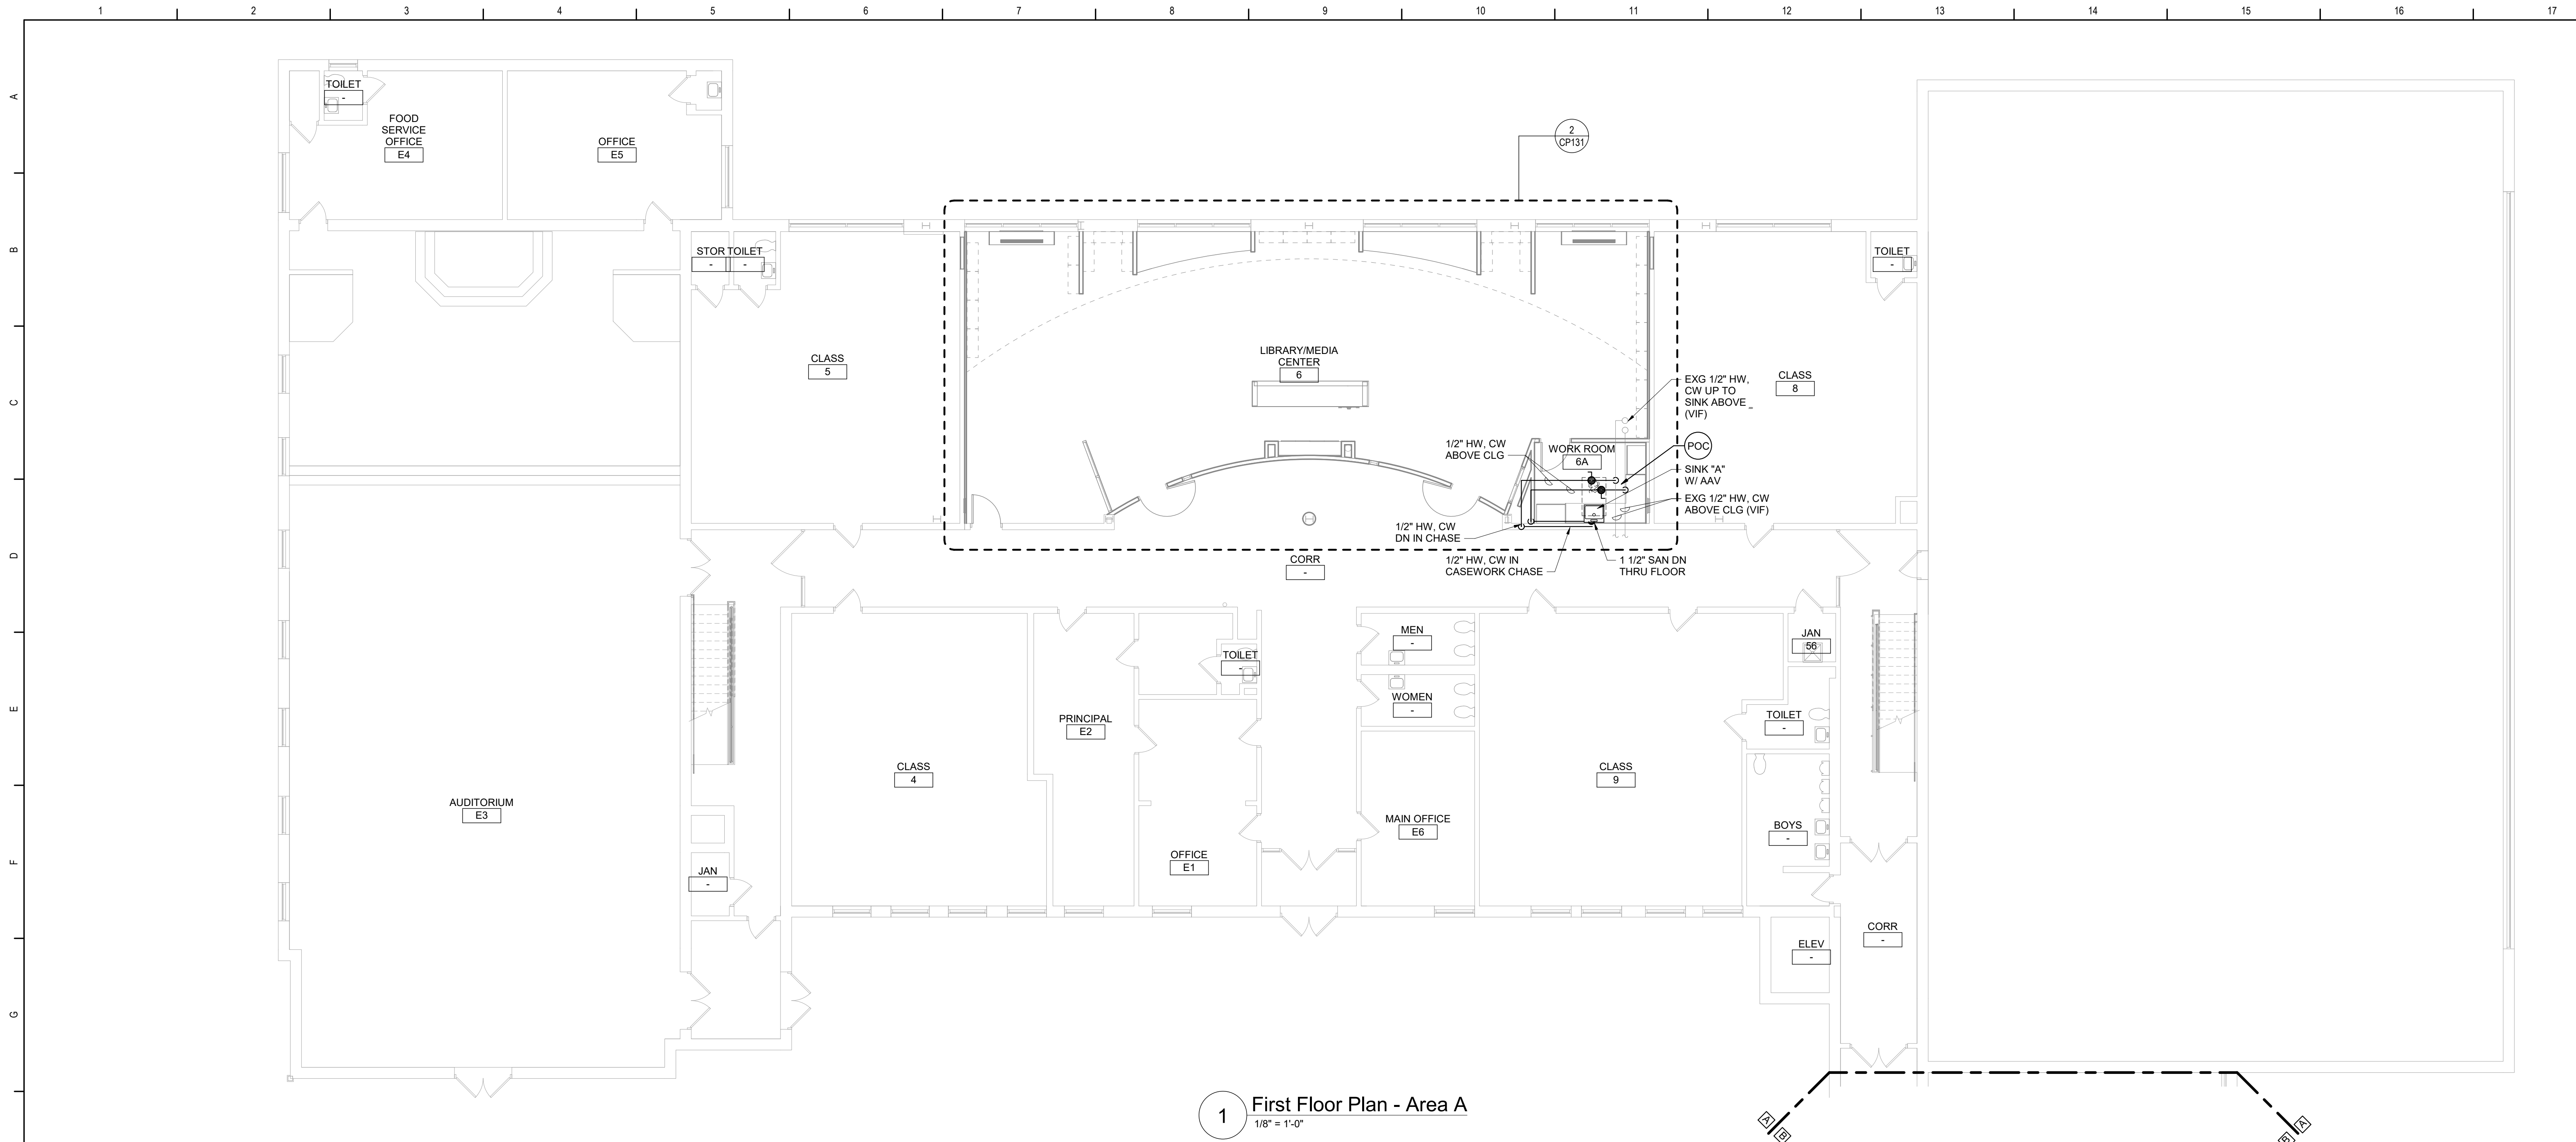 1 2 3 4 5 6 7 8 9 10 11 12 13 14 15 16 17
A
B
C
D
E
F
G
TOILET
-
FOOD
SERVICE
OFFICE
E4
OFFICE
E5
2
CP131
STOR TOILET
- -
TOILET
-
CLASS
5
LIBRARY/MEDIA
CENTER
6
CLASS
8
EXG 1/2" HW,
CW UP TO
SINK ABOVE _
(VIF)
1/2" HW, CW
ABOVE CLG
WORK ROOM
6A
POC
SINK "A"
W/ AAV
EXG 1/2" HW, CW
ABOVE CLG (VIF)
1/2" HW, CW
DN IN CHASE
1/2" HW, CW IN
CASEWORK CHASE
1 1/2" SAN DN
THRU FLOOR
CORR
-
MEN
-
JAN
56
TOILET
-
WOMEN
-
PRINCIPAL
E2
TOILET
-
CLASS
4
CLASS
9
AUDITORIUM
E3
MAIN OFFICE
E6
BOYS
-
OFFICE
E1
JAN
-
CORR
-
ELEV
-
1
First Floor Plan - Area A
1/8" = 1'-0"
A
B
A
B